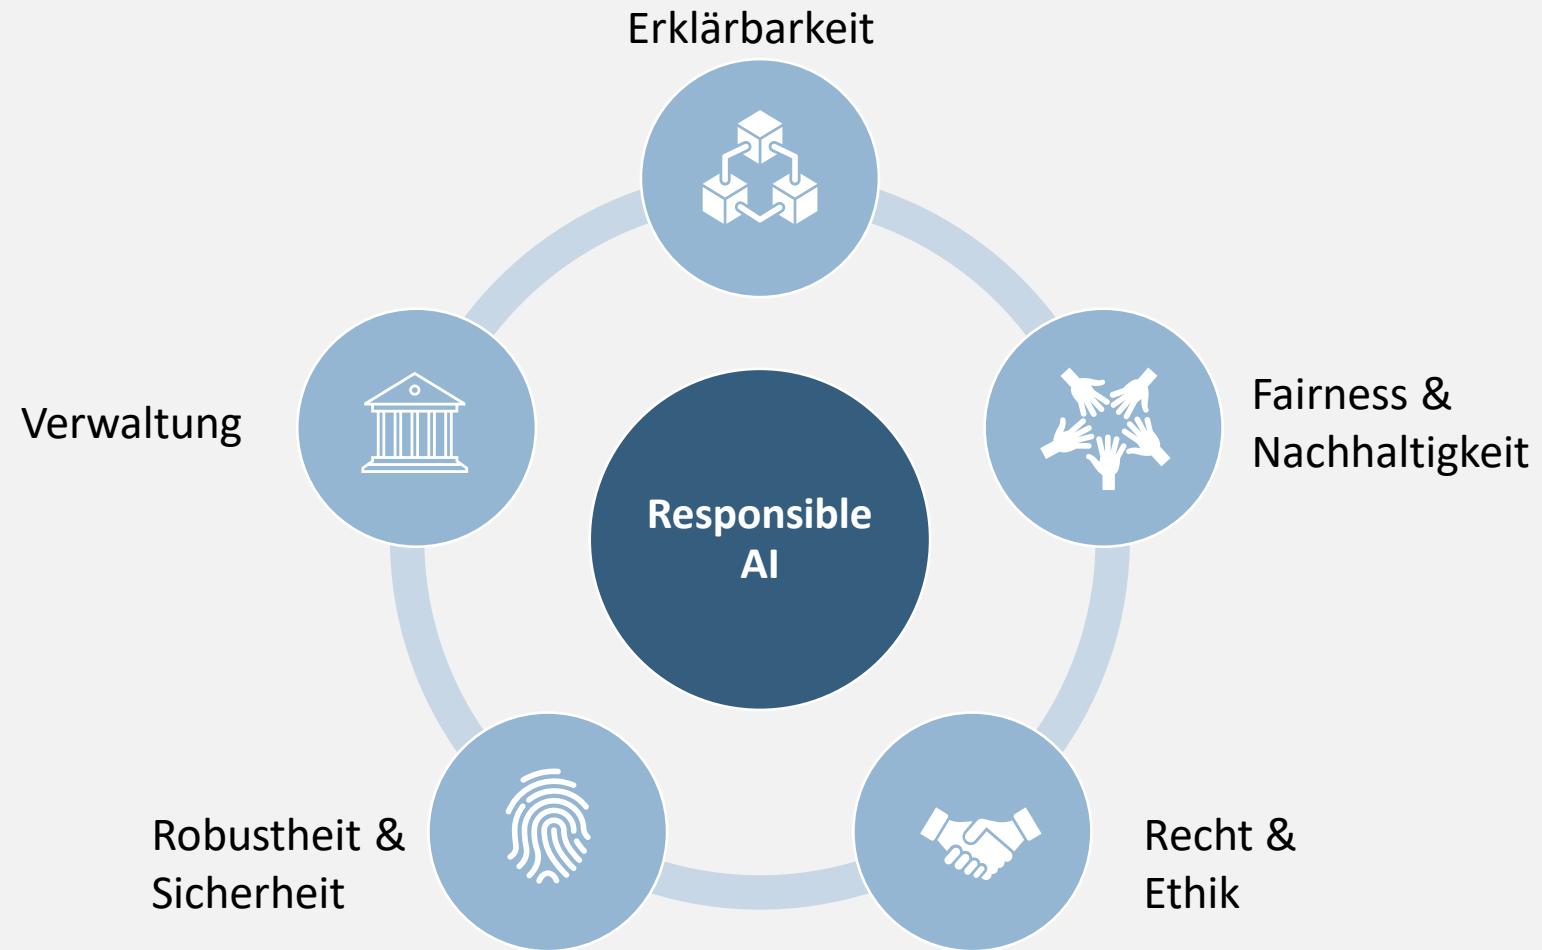 Erklärbarkeit
Fairness &
Nachhaltigkeit
Verwaltung
Responsible
AI
Robustheit &
Sicherheit
Recht &
Ethik